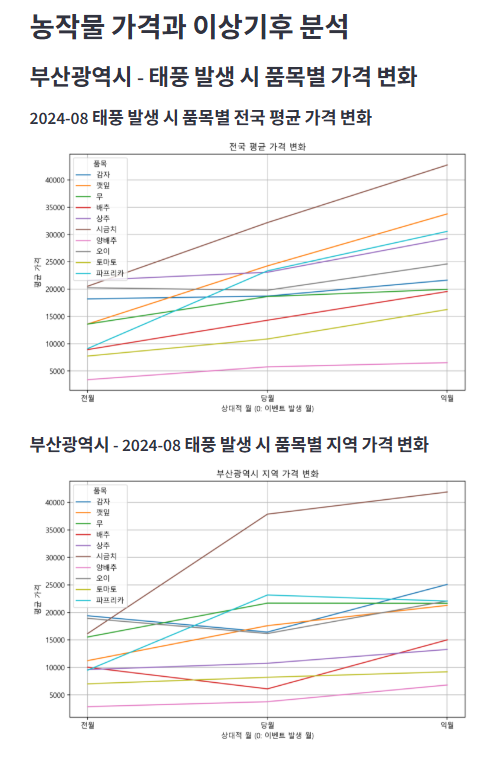 농작물 가격과 이상기후 분석
부산광역시 - 태풍 발생 시 품목별 가격 변화
2024-08 태풍 발생 시 품목별 전국 평균 가격 변화
전국 평균 가격 변화
품목
감자
깻잎
무
배추
상추
시금치
양배추
오이
토마토
파프리카
평균 가격
40000
35000
30000
25000
20000
15000
10000
5000
전월
당월
익월
상대적 월 (0: 이벤트 발생 월)
부산광역시 - 2024-08 태풍 발생 시 품목별 지역 가격 변화
부산광역시 지역 가격 변화
품목
감자
깻잎
무
배추
상추
시금치
양배추
오이
토마토
파프리카
평균 가격
40000
35000
30000
25000
20000
15000
10000
5000
전월
당월
익월
상대적 월 (0: 이벤트 발생 월)